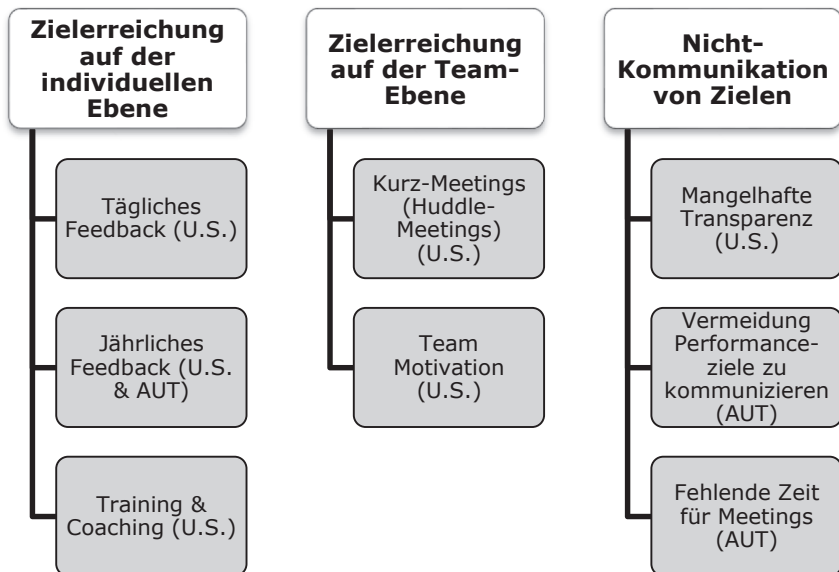 Zielerreichung
auf der
individuellen
Ebene
Tägliches
Feedback (U.S.)
Jährliches
Feedback (U.S.
& AUT)
Training &
Coaching (U.S.)
Zielerreichung
auf der Team-
Ebene
Kurz-Meetings
(Huddle-
Meetings)
(U.S.)
Team
Motivation
(U.S.)
Nicht-
Kommunikation
von Zielen
Mangelhafte
Transparenz
(U.S.)
Vermeidung
Performance-
ziele zu
kommunizieren
(AUT)
Fehlende Zeit
für Meetings
(AUT)